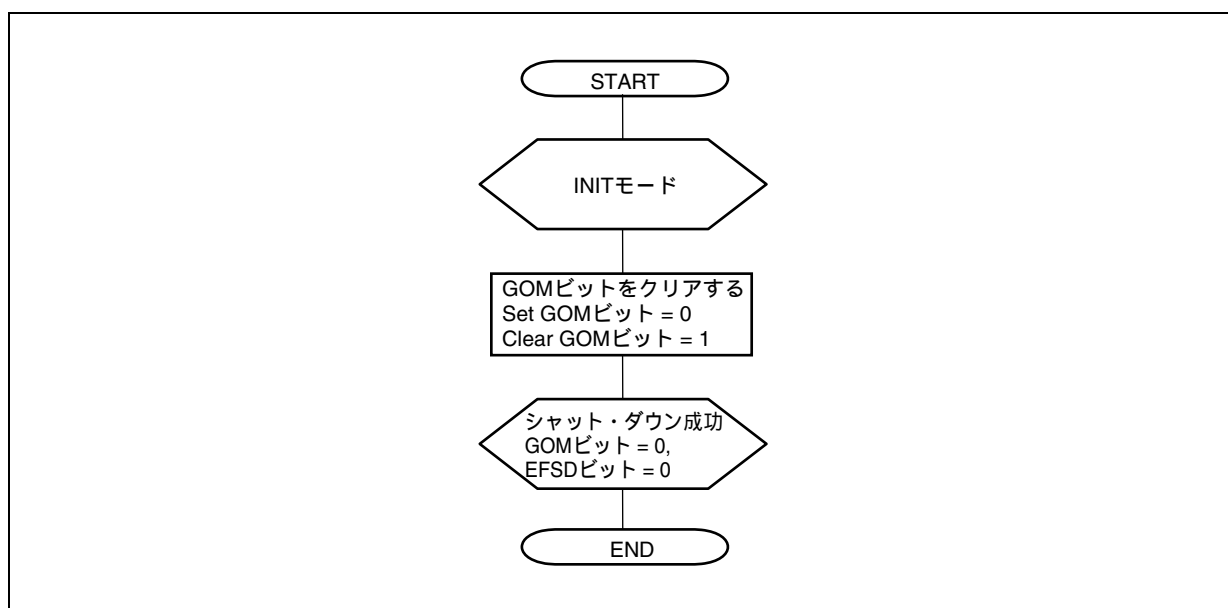 START
INITモード
GOMビットをクリアする
Set GOMビット = 0
Clear GOMビット = 1
シャット・ダウン成功
GOMビット = 0,
EFSDビット = 0
END